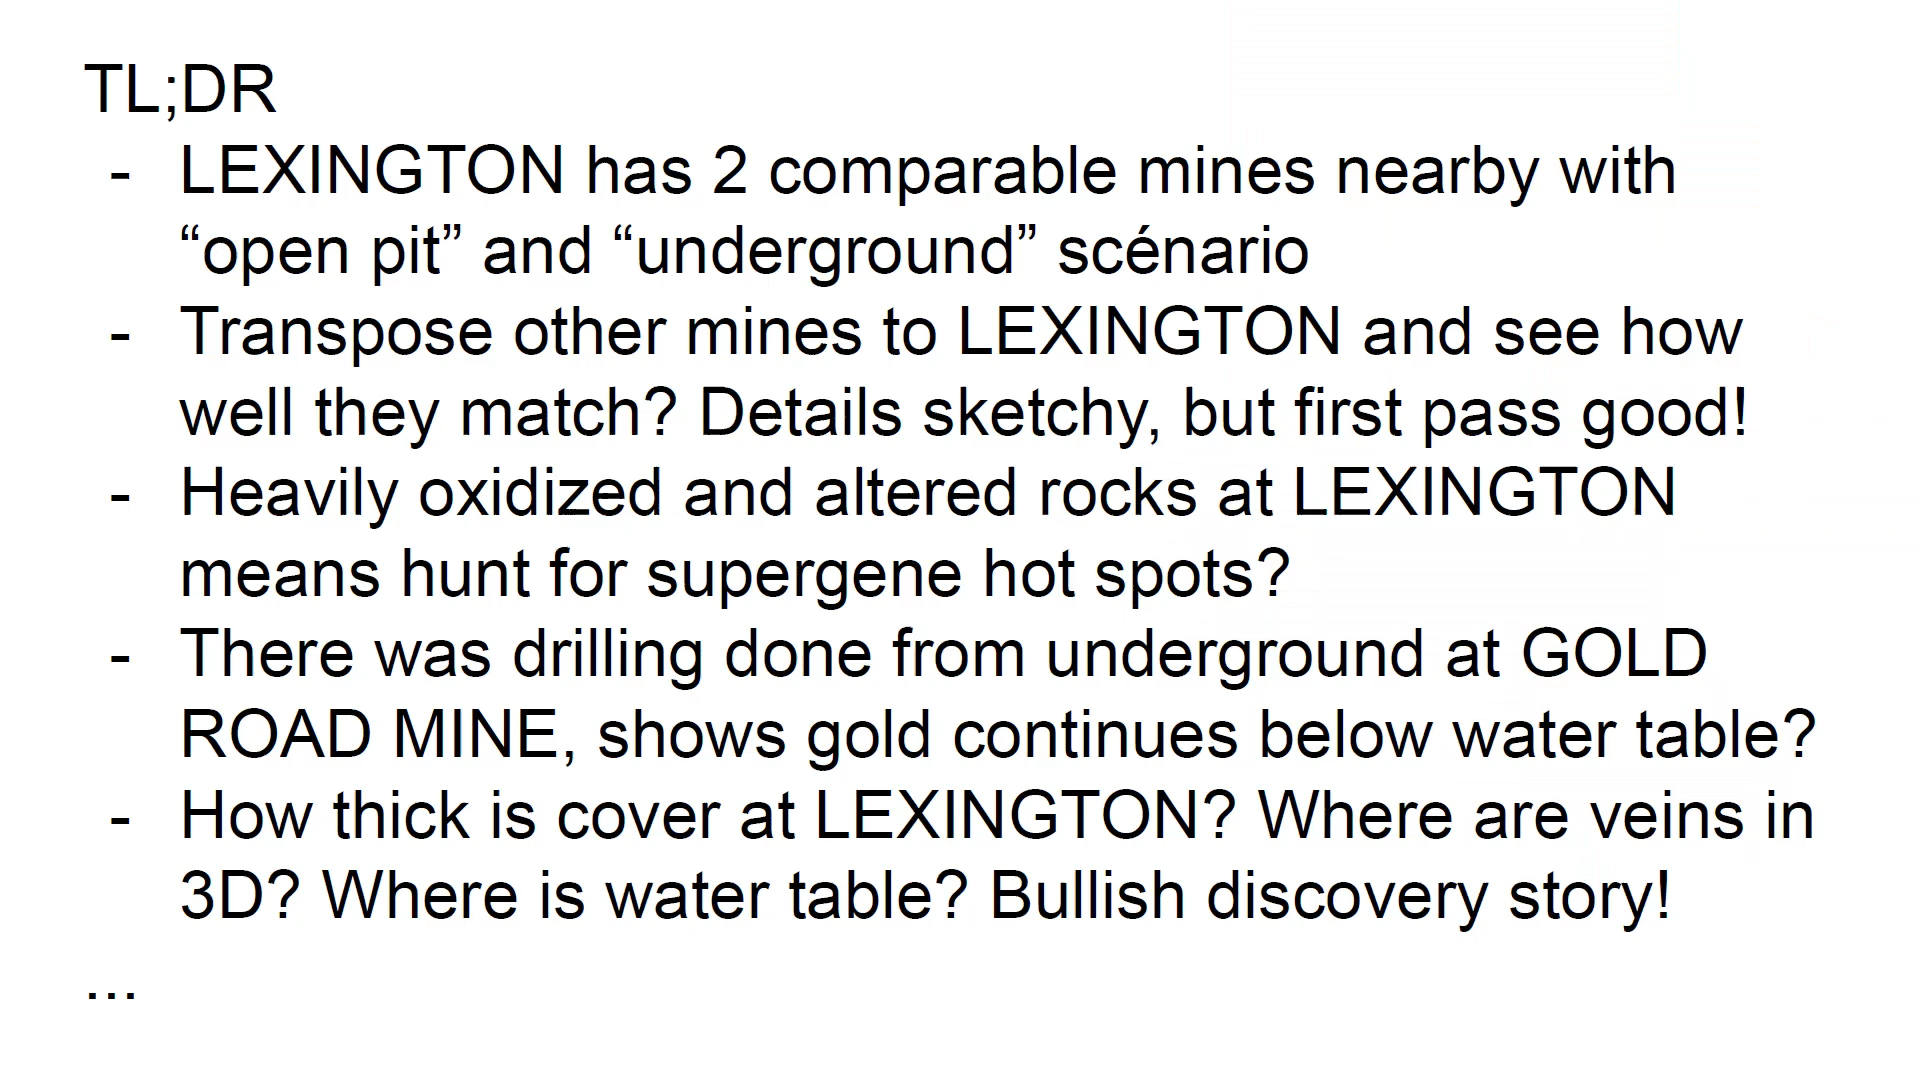 TL;DR
- LEXINGTON has 2 comparable mines nearby with
“open pit” and “underground” scénario
- Transpose other mines to LEXINGTON and see how
well they match? Details sketchy, but first pass good!
- Heavily oxidized and altered rocks at LEXINGTON
means hunt for supergene hot spots?
- There was drilling done from underground at GOLD
ROAD MINE, shows gold continues below water table?
- How thick is cover at LEXINGTON? Where are veins in
3D? Where is water table? Bullish discovery story!
...